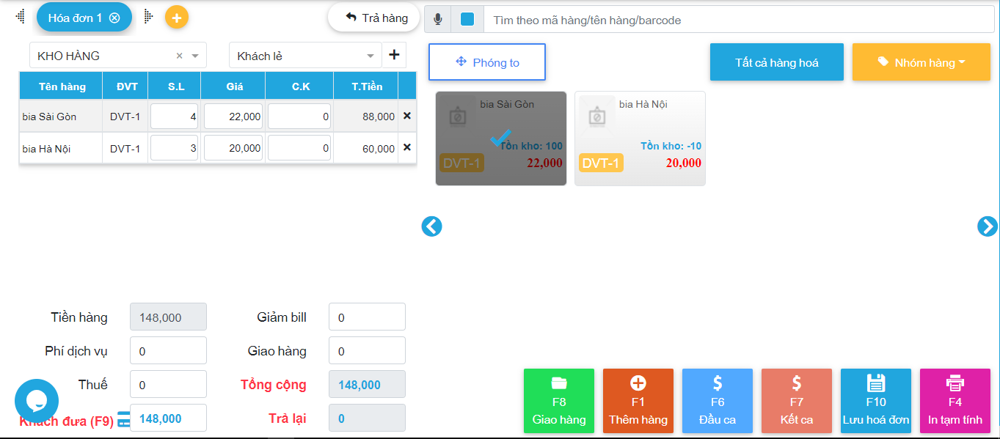 Hóa đơn 1
Trả hàng
Tìm theo mã hàng/tên hàng/barcode
KHO HÀNG
Khách lẻ
Phóng to
Tất cả hàng hoá
Nhóm hàng
Tên hàng ĐVT S.L Giá C.K T.Tiền
bia Sài Gòn DVT-1 4 22,000 0 88,000
bia Hà Nội DVT-1 3 20,000 0 60,000
bia Sài Gòn
Tồn kho: 100
DVT-1 22,000
bia Hà Nội
Tồn kho: -10
DVT-1 20,000
Tiền hàng 148,000 Giảm bill 0
Phí dịch vụ 0 Giao hàng 0
Thuế 0 Tổng cộng 148,000
Khách đưa (F9) 148,000 Trả lại 0
F8
Giao hàng
F1
Thêm hàng
F6
Đầu ca
F7
Kết ca
F10
Lưu hoá đơn
F4
In tạm tính